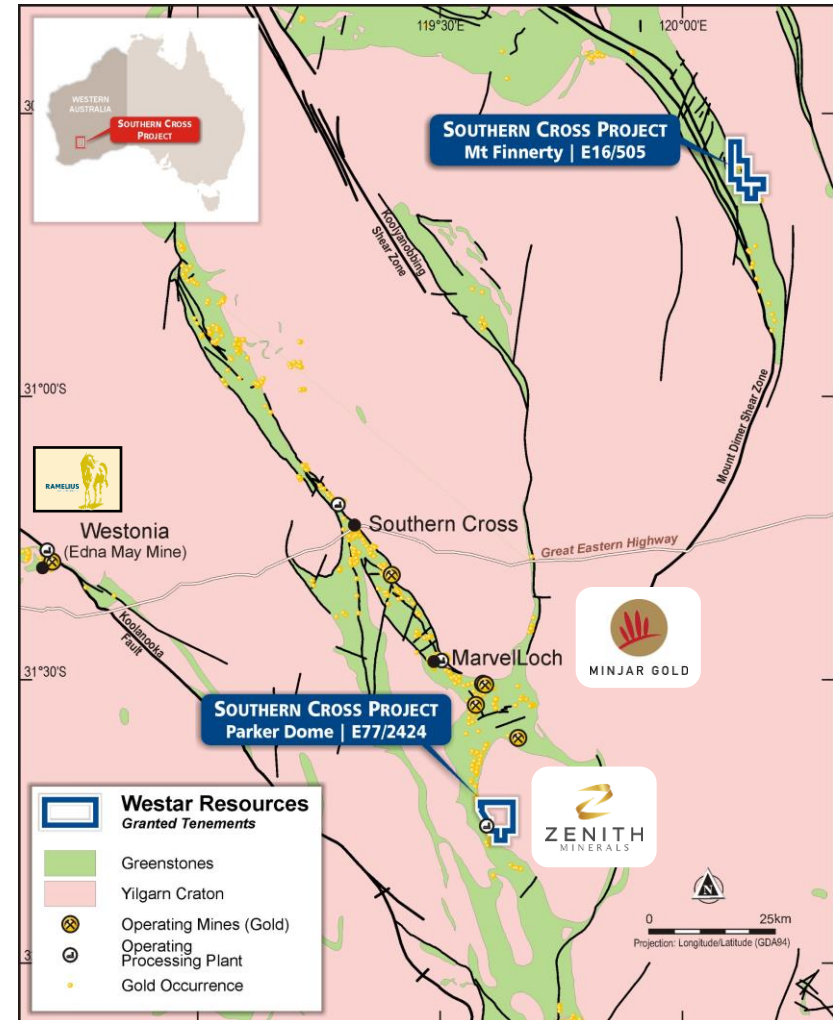 119°30'E
120°00'E
WESTERN
AUSTRALIA
SOUTHERN CROSS
PROJECT
30
SOUTHERN CROSS PROJECT
Mt Finnerty | E16/505
Koolyanobbing
Shear Zone
31°00'S
Mount Dimer Shear Zone
RAMELIUS
Westonia
(Edna May Mine)
Southern Cross
Great Eastern Highway
Koolanooka
Fault
MINJAR GOLD
MarvelLoch
31°30'S
SOUTHERN CROSS PROJECT
Parker Dome | E77/2424
ZENITH
MINERALS
Westar Resources
Granted Tenements
Greenstones
Yilgarn Craton
Operating Mines (Gold)
Operating
Processing Plant
Gold Occurrence
N
0 25km
Projection: Longitude/Latitude (GDA94)